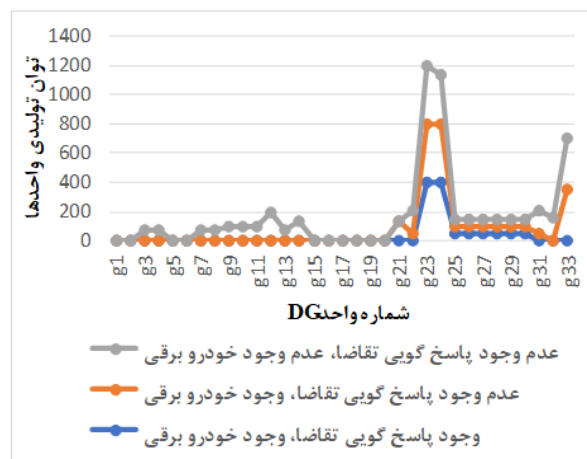 توان تولیدی واحدها
1400
1200
1000
800
600
400
200
0
g1 g3 g5 g7 g9 g11 g13 g15 g17 g19 g21 g23 g25 g27 g29 g31 g33
شماره واحدDG
عدم وجود پاسخ گویی تقاضا، عدم وجود خودرو برقی
عدم وجود پاسخ گویی تقاضا، وجود خودرو برقی
وجود پاسخ گویی تقاضا، وجود خودرو برقی